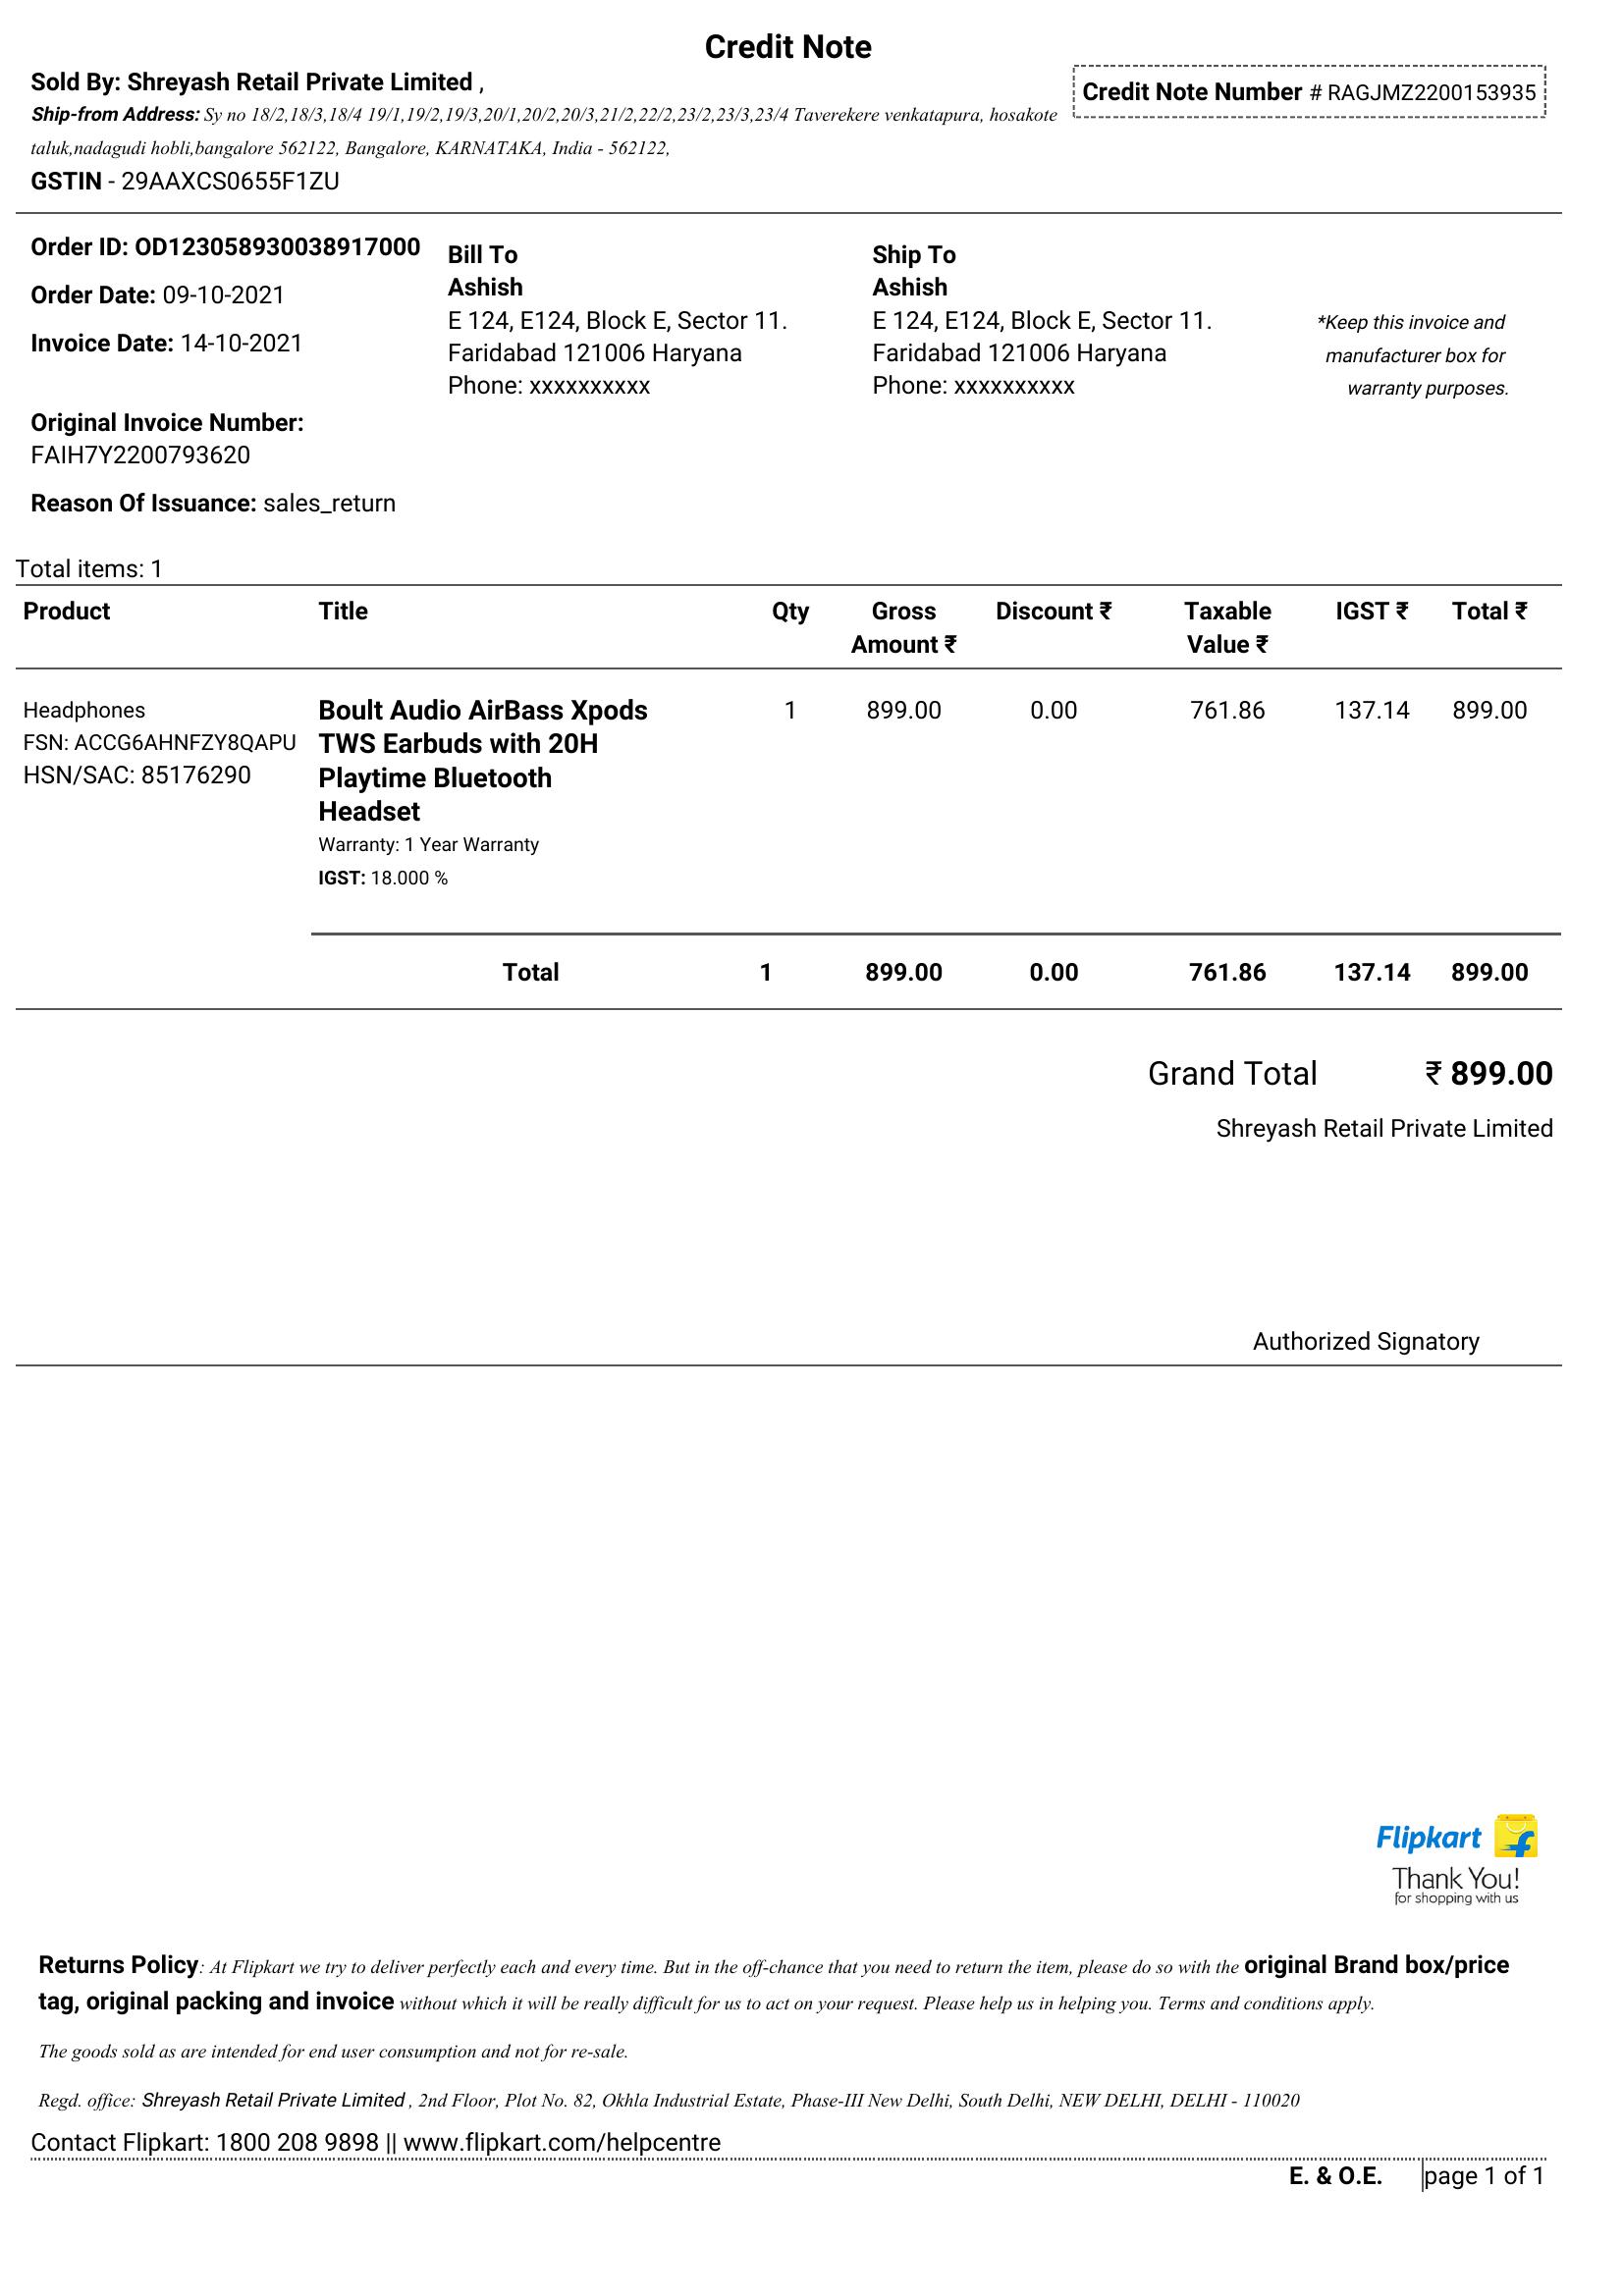 Credit Note
Sold By: Shreyash Retail Private Limited ,
Credit Note Number # RAGJMZ2200153935
Ship-from Address: Sy no 18/2,18/3,18/4 19/1,19/2,19/3,20/1,20/2,20/3,21/2,22/2,23/2,23/3,23/4 Taverekere venkatapura, hosakote
taluk,nadagudi hobli,bangalore 562122, Bangalore, KARNATAKA, India - 562122,
GSTIN - 29AAXCS0655F1ZU
Order ID: OD123058930038917000
Order Date: 09-10-2021
Invoice Date: 14-10-2021
Original Invoice Number:
FAIH7Y2200793620
Reason Of Issuance: sales_return
Bill To
Ashish
E 124, E124, Block E, Sector 11.
Faridabad 121006 Haryana
Phone: xxxxxxxxxx
Ship To
Ashish
E 124, E124, Block E, Sector 11.
Faridabad 121006 Haryana
Phone: xxxxxxxxxx
*Keep this invoice and
manufacturer box for
warranty purposes.
Total items: 1
Product Title Qty Gross Amount ₹ Discount ₹ Taxable Value ₹ IGST ₹ Total ₹
Headphones
FSN: ACCG6AHNFZY8QAPU
HSN/SAC: 85176290
Boult Audio AirBass Xpods
TWS Earbuds with 20H
Playtime Bluetooth
Headset
Warranty: 1 Year Warranty
IGST: 18.000 %
1 899.00 0.00 761.86 137.14 899.00
Total 1 899.00 0.00 761.86 137.14 899.00
Grand Total ₹ 899.00
Shreyash Retail Private Limited
Authorized Signatory
Flipkart
Thank You!
for shopping with us
Returns Policy: At Flipkart we try to deliver perfectly each and every time. But in the off-chance that you need to return the item, please do so with the original Brand box/price
tag, original packing and invoice without which it will be really difficult for us to act on your request. Please help us in helping you. Terms and conditions apply.
The goods sold as are intended for end user consumption and not for re-sale.
Regd. office: Shreyash Retail Private Limited , 2nd Floor, Plot No. 82, Okhla Industrial Estate, Phase-III New Delhi, South Delhi, NEW DELHI, DELHI - 110020
Contact Flipkart: 1800 208 9898 || www.flipkart.com/helpcentre
E. & O.E. page 1 of 1